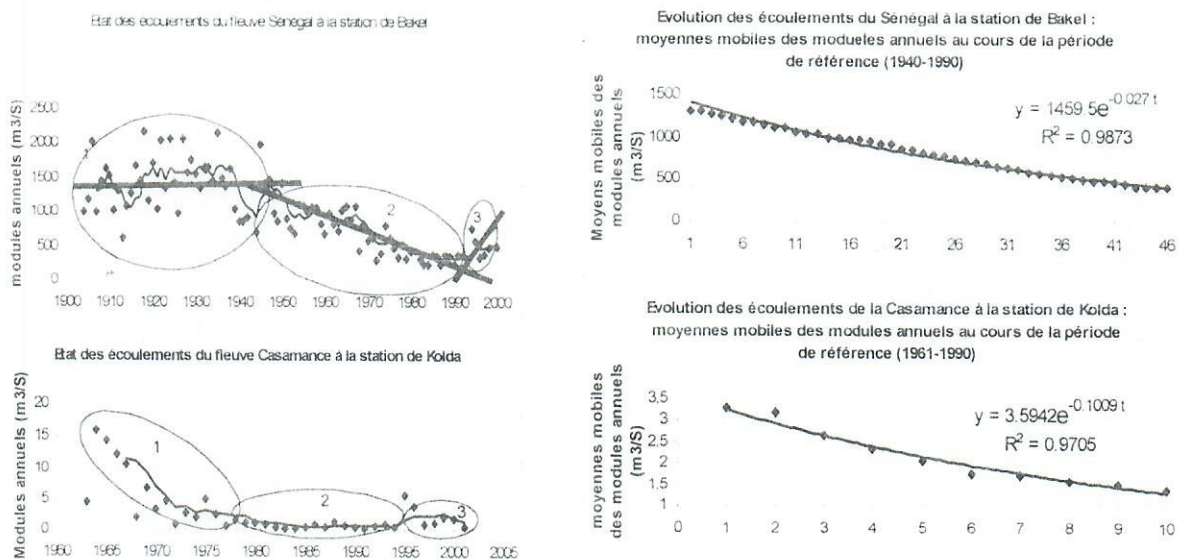 Etat des écoulements du fleuve Sénégal à la station de Bakel
modules annuels (m3/S)
2500
2000
1500
1000
500
0
1900 1910 1920 1930 1940 1950 1960 1970 1980 1990 2000
1
2
3
Evolution des écoulements du Sénégal à la station de Bakel :
moyennes mobiles des modueles annuels au cours de la période
de référence (1940-1990)
Moyens mobiles des
modules annuels
(m3/S)
1500
1000
500
0
1 6 11 16 21 26 31 36 41 46
y = 1459.5e^-0.027 t
R² = 0.9873
Etat des écoulements du fleuve Casamance à la station de Kolda
Modules annuels (m3/S)
20
15
10
5
0
1960 1965 1970 1975 1980 1985 1990 1995 2000 2005
1
2
3
Evolution des écoulements de la Casamance à la station de Kolda :
moyennes mobiles des modules annuels au cours de la période
de référence (1961-1990)
moyennes mobiles
des modules annuels
(m3/S)
3.5
3
2.5
2
1.5
1
0 1 2 3 4 5 6 7 8 9 10
y = 3.5942e^-0.1009 t
R² = 0.9705